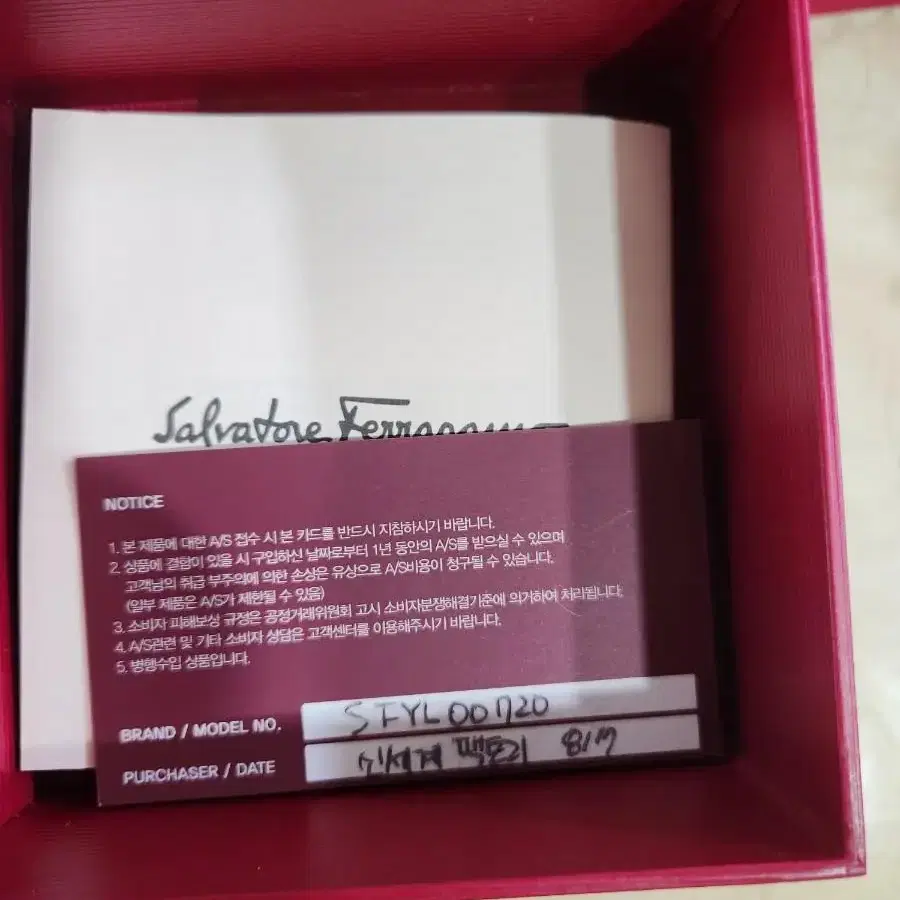 Salvatore Ferragamo
NOTICE
1. 본 제품에 대한 A/S 접수 시 본 카드를 반드시 지참하시기 바랍니다.
2. 상품에 결함이 있을 시 구입하신 날짜로부터 1년 동안의 A/S를 받으실 수 있으며
고객님의 취급 부주의에 의한 손상은 유상으로 A/S비용이 청구될 수 있습니다.
(일부 제품은 A/S가 제한될 수 있음)
3. 소비자 피해보상 규정은 공정거래위원회 고시 소비자분쟁해결기준에 의거하여 처리됩니다.
4. A/S관련 및 기타 소비자 상담은 고객센터를 이용해주시기 바랍니다.
5. 병행수입 상품입니다.
BRAND / MODEL NO. SFYL00720
PURCHASER / DATE 신세계 팩토리 8/17